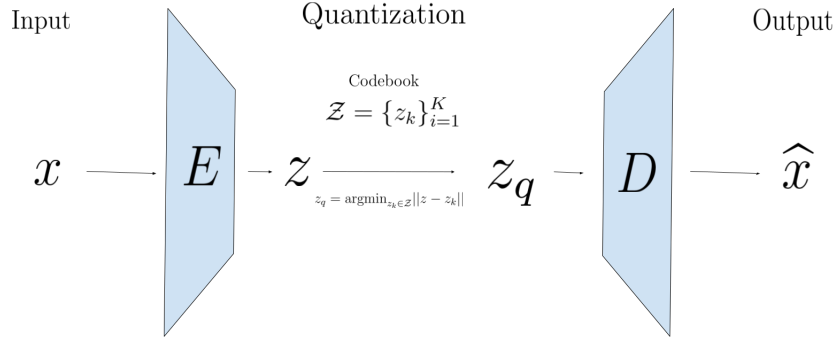 Input
Quantization
Output
Codebook
𝒵 = {z_k}_{i=1}^K
x
E
z
z_q
D
x̂
z_q = argmin_{z_k∈𝒵}||z − z_k||